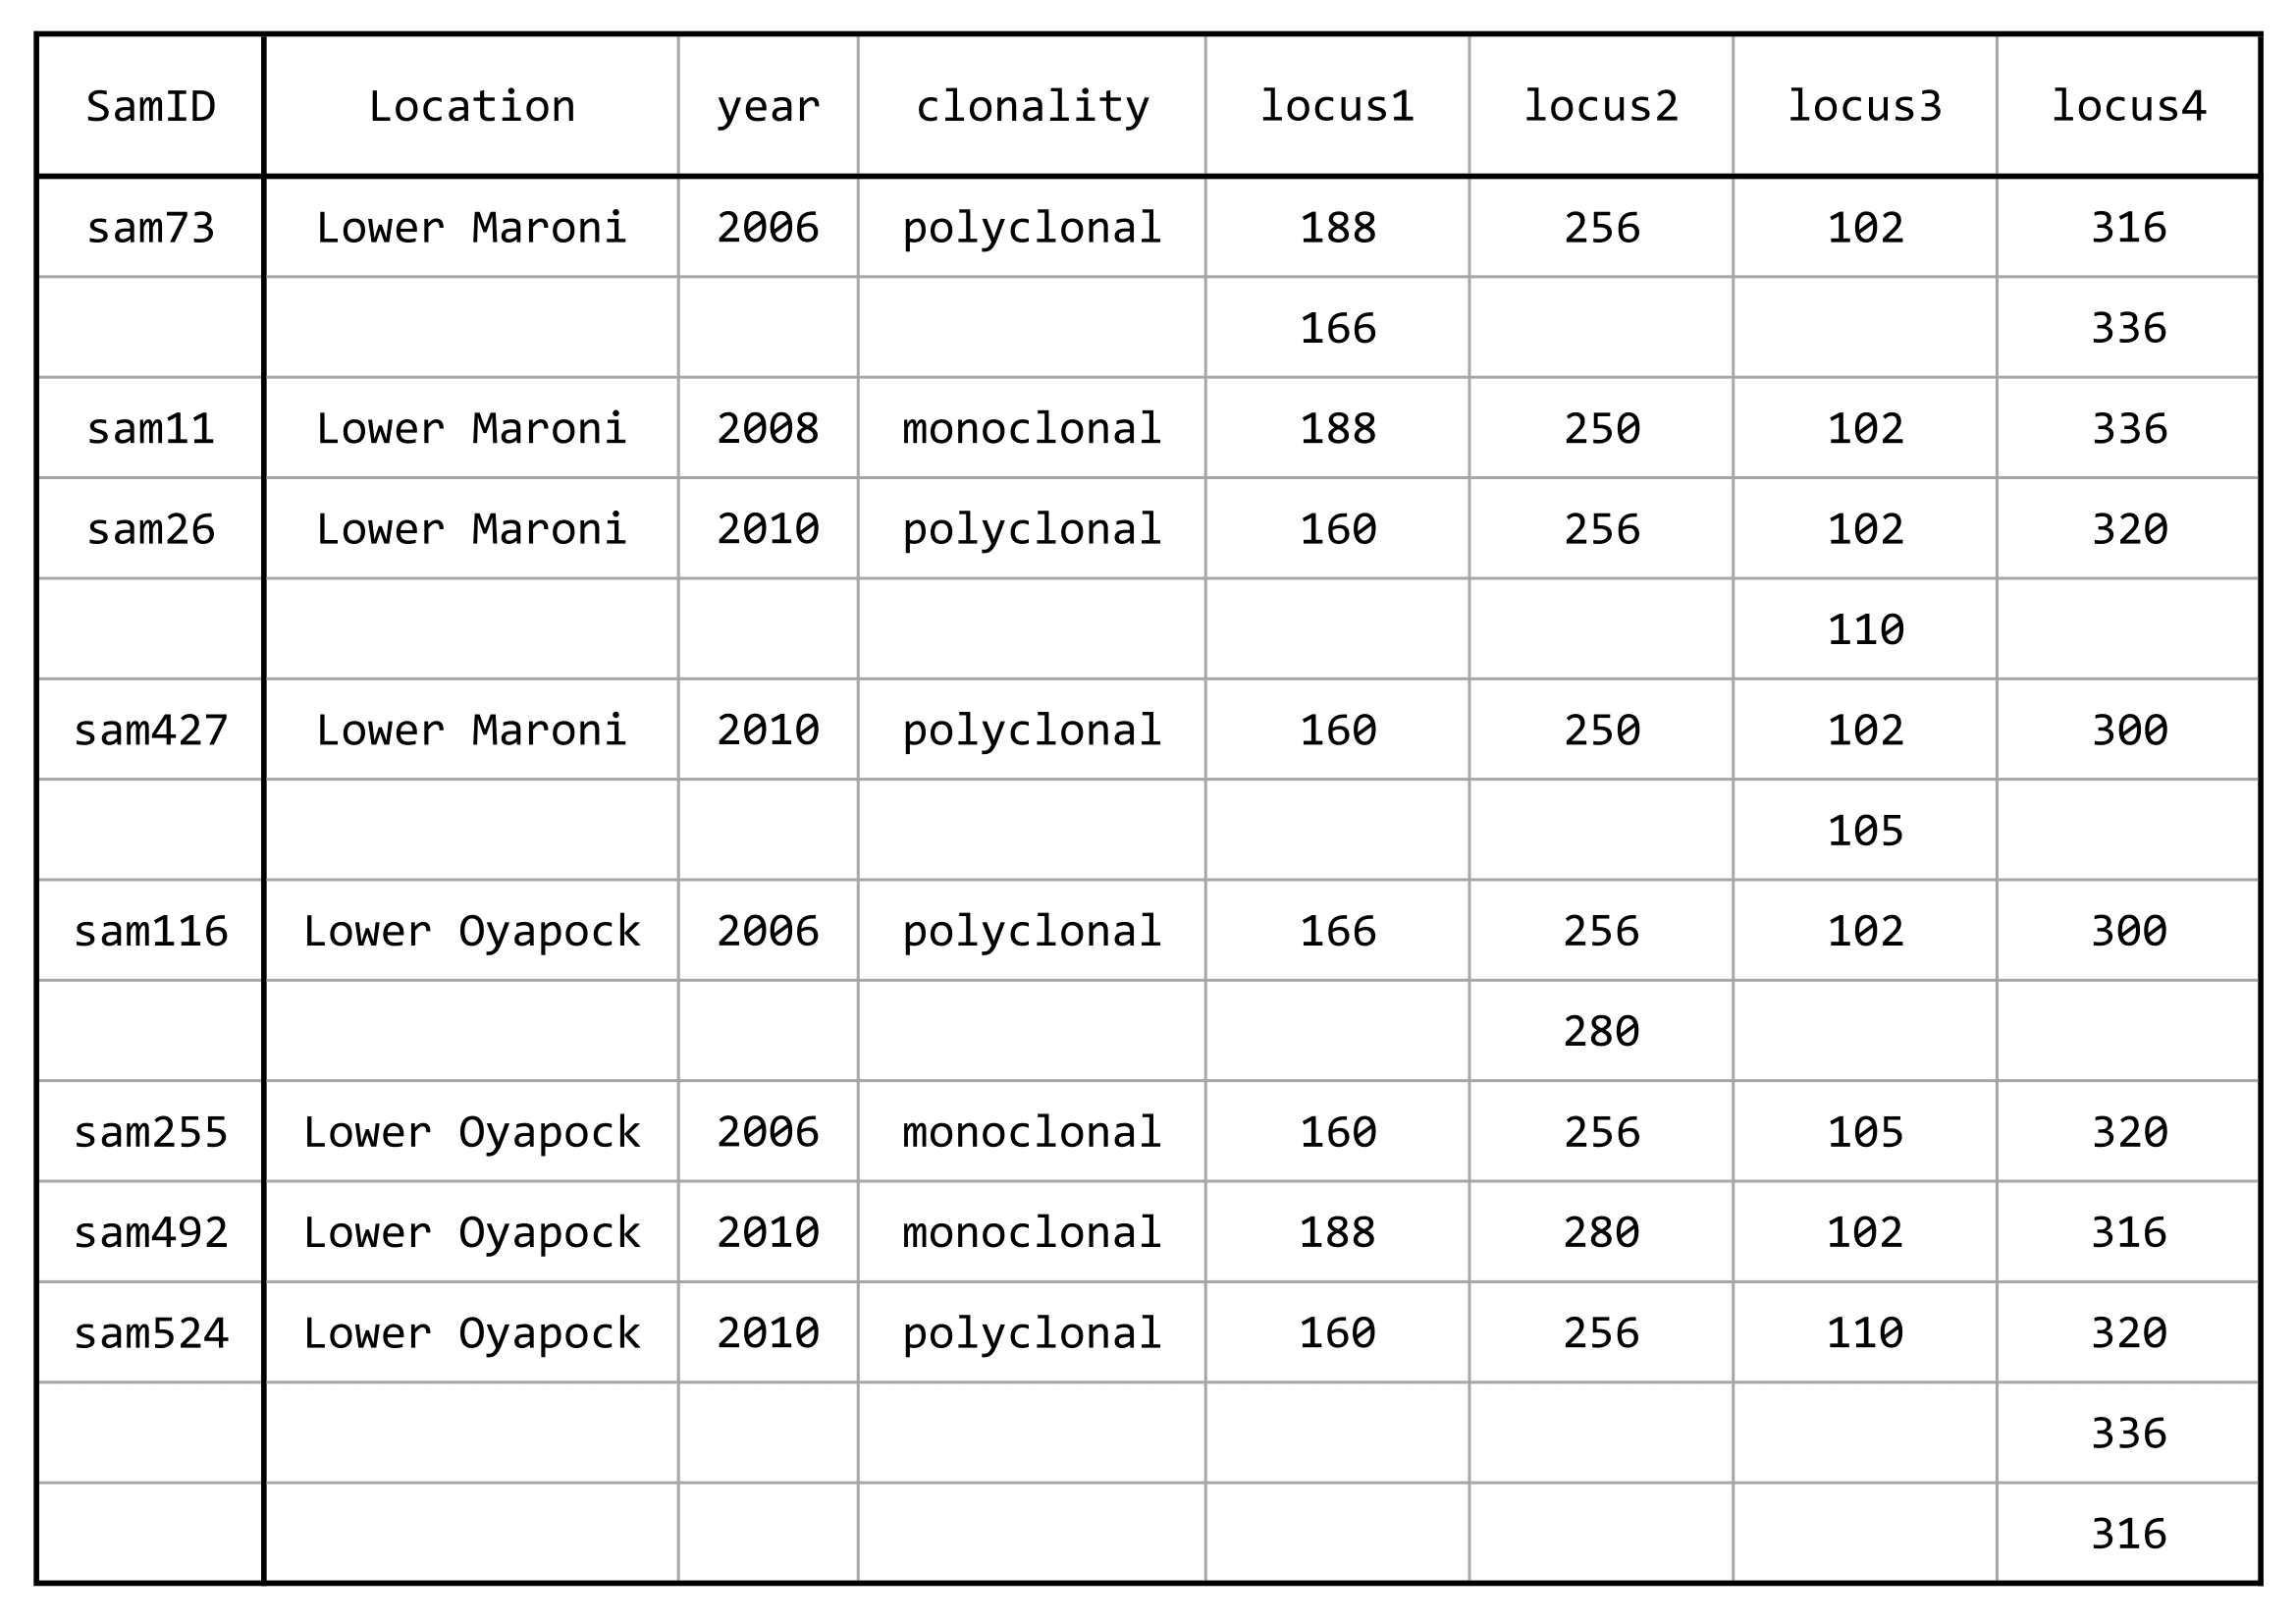 SamID Location year clonality locus1 locus2 locus3 locus4
sam73 Lower Maroni 2006 polyclonal 188 256 102 316
166 336
sam11 Lower Maroni 2008 monoclonal 188 250 102 336
sam26 Lower Maroni 2010 polyclonal 160 256 102 320
110
sam427 Lower Maroni 2010 polyclonal 160 250 102 300
105
sam116 Lower Oyapock 2006 polyclonal 166 256 102 300
280
sam255 Lower Oyapock 2006 monoclonal 160 256 105 320
sam492 Lower Oyapock 2010 monoclonal 188 280 102 316
sam524 Lower Oyapock 2010 polyclonal 160 256 110 320
336
316